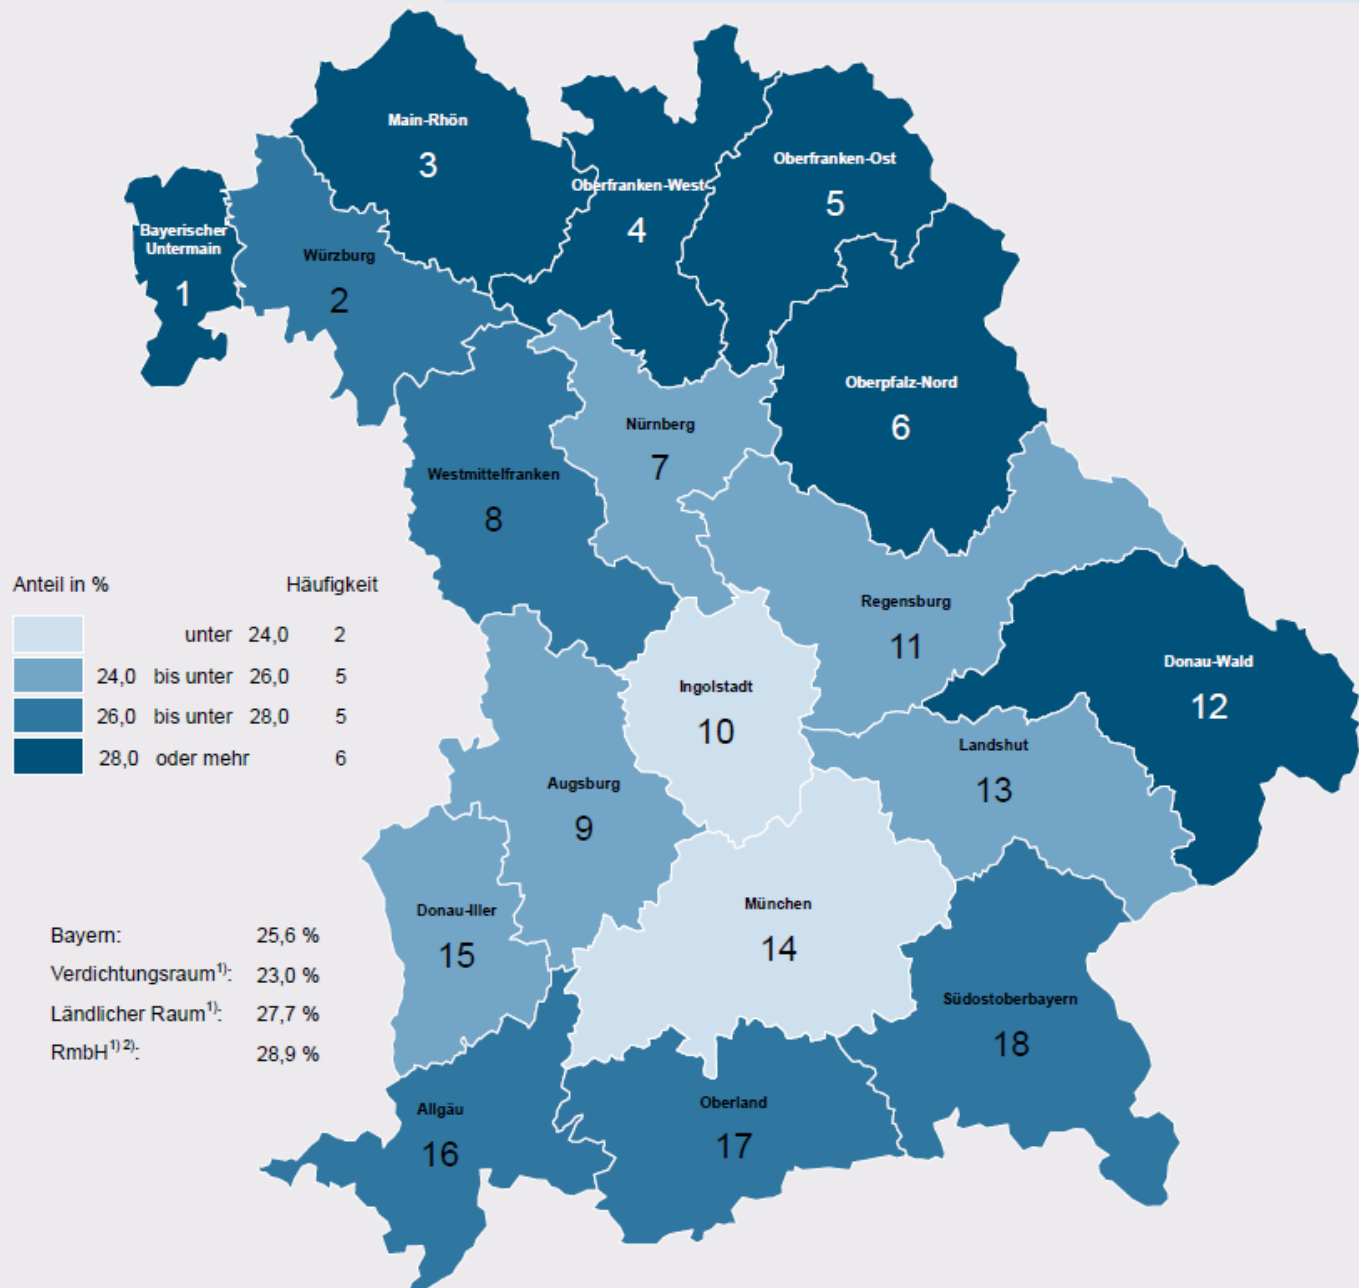 Main-Rhön
3
Oberfranken-West
4
Oberfranken-Ost
5
Bayerischer
Untermain
1
Würzburg
2
Oberpfalz-Nord
6
Nürnberg
7
Westmittelfranken
8
Regensburg
11
Donau-Wald
12
Ingolstadt
10
Landshut
13
Augsburg
9
Donau-Iller
15
München
14
Südostoberbayern
18
Allgäu
16
Oberland
17
Anteil in % Häufigkeit
unter 24,0 2
24,0 bis unter 26,0 5
26,0 bis unter 28,0 5
28,0 oder mehr 6
Bayern: 25,6 %
Verdichtungsraum1): 23,0 %
Ländlicher Raum1): 27,7 %
RmbH1) 2): 28,9 %